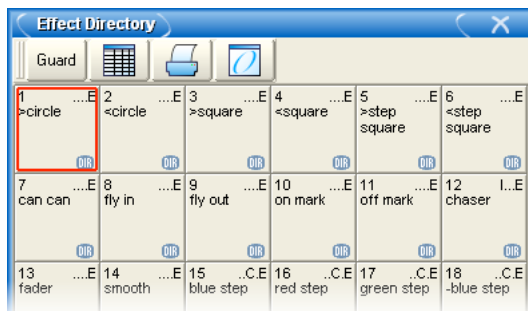 Effect Directory
Guard
1 ....E 2 ....E 3 ....E 4 ....E 5 ....E 6 ....E
>circle <circle >square <square >step <step
square square
DIR DIR DIR DIR DIR DIR
7 ....E 8 ....E 9 ....E 10 ....E 11 ....E 12 I...E
can can fly in fly out on mark off mark chaser
DIR DIR DIR DIR DIR DIR
13 ....E 14 ....E 15 ..C.E 16 ..C.E 17 ..C.E 18 ..C.E
fader smooth blue step red step green step -blue step